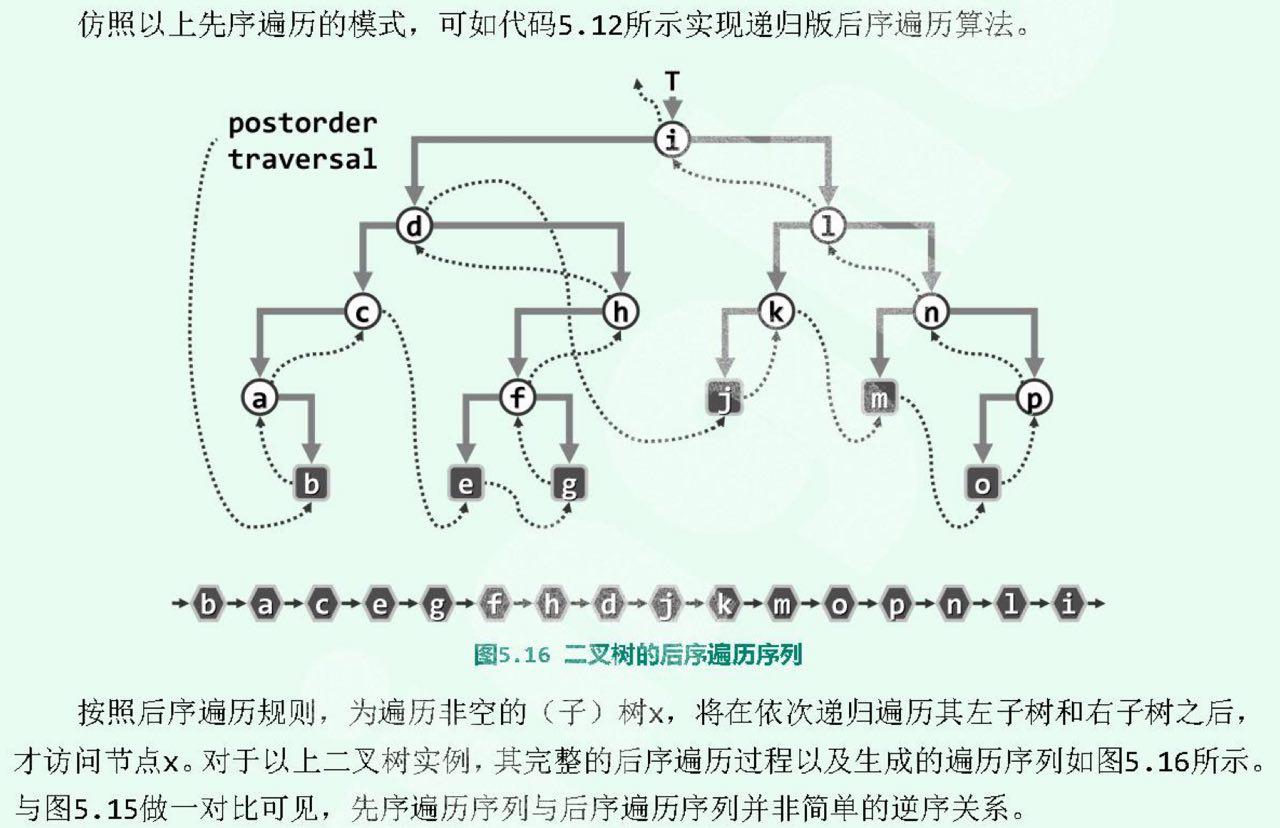 仿照以上先序遍历的模式，可如代码5.12所示实现递归版后序遍历算法。
T
postorder
traversal
i
d
l
c
h
k
n
a
f
j
m
p
b
e
g
o
b a c e g f h d j k m o p n l i
图5.16 二叉树的后序遍历序列
按照后序遍历规则，为遍历非空的（子）树x，将在依次递归遍历其左子树和右子树之后，
才访问节点x。对于以上二叉树实例，其完整的后序遍历过程以及生成的遍历序列如图5.16所示。
与图5.15做一对比可见，先序遍历序列与后序遍历序列并非简单的逆序关系。